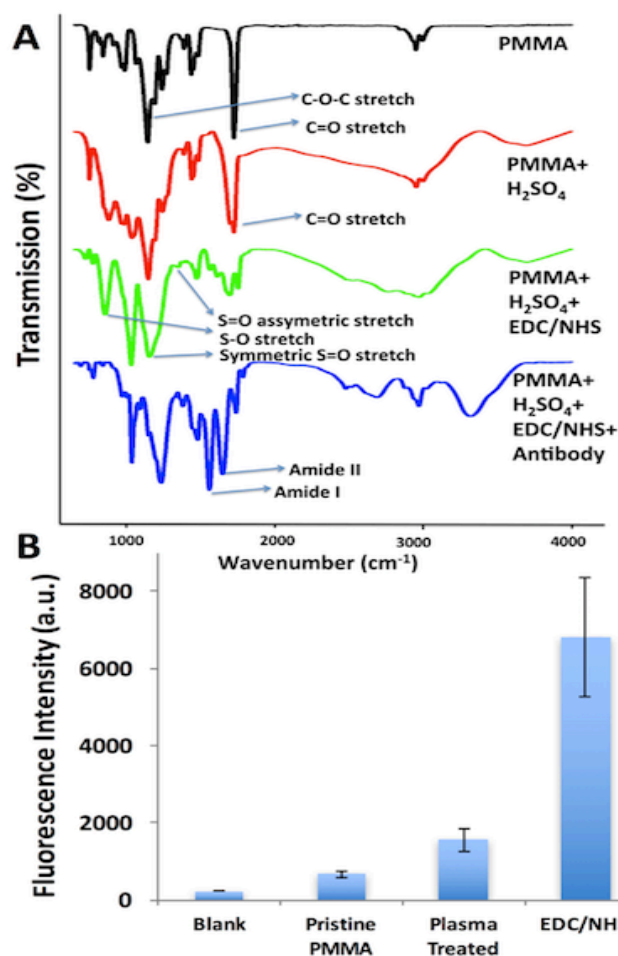 A
PMMA
C-O-C stretch
C=O stretch
PMMA+
H₂SO₄
C=O stretch
PMMA+
H₂SO₄+
EDC/NHS
S=O assymetric stretch
S-O stretch
Symmetric S=O stretch
PMMA+
H₂SO₄+
EDC/NHS+
Antibody
Amide II
Amide I
Transmission (%)
1000
2000
3000
4000
Wavenumber (cm⁻¹)
B
Fluorescence Intensity (a.u.)
8000
6000
4000
2000
0
Blank
Pristine
PMMA
Plasma
Treated
EDC/NH